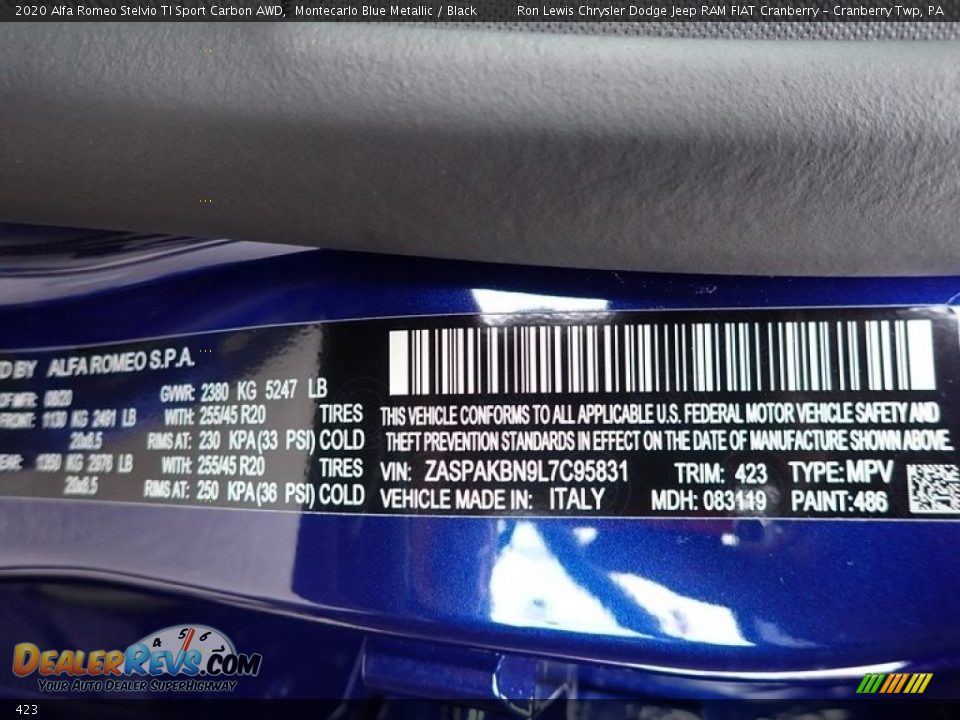 2020 Alfa Romeo Stelvio TI Sport Carbon AWD, Montecarlo Blue Metallic / Black
Ron Lewis Chrysler Dodge Jeep RAM FIAT Cranberry - Cranberry Twp, PA
D BY ALFA ROMEO S.P.A.
GVWR: 2380 KG 5247 LB
FRONT: 1130 KG 2491 LB WITH: 255/45 R20 TIRES
20x8.5 RIMS AT: 230 KPA(33 PSI) COLD
1350 KG 2976 LB WITH: 255/45 R20 TIRES
20x8.5 RIMS AT: 250 KPA(36 PSI) COLD
THIS VEHICLE CONFORMS TO ALL APPLICABLE U.S. FEDERAL MOTOR VEHICLE SAFETY AND
THEFT PREVENTION STANDARDS IN EFFECT ON THE DATE OF MANUFACTURE SHOWN ABOVE.
VIN: ZASPAKBN9L7C95831 TRIM: 423 TYPE:MPV
VEHICLE MADE IN: ITALY MDH: 083119 PAINT:486
4 5 6
DEALERREVS.COM
YOUR AUTO DEALER SUPERHIGHWAY
423